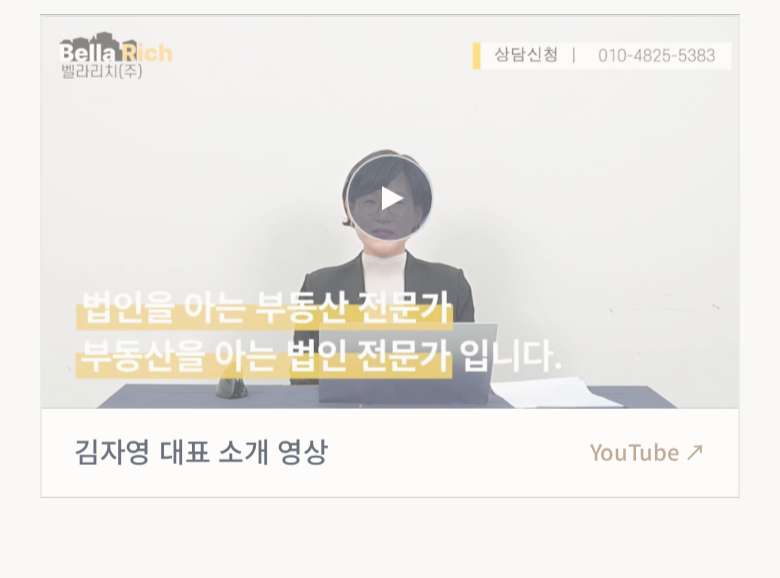 Bella Rich
벨라리치(주)
상담신청 | 010-4825-5383
법인을 아는 부동산 전문가
부동산을 아는 법인 전문가 입니다.
김자영 대표 소개 영상
YouTube ↗